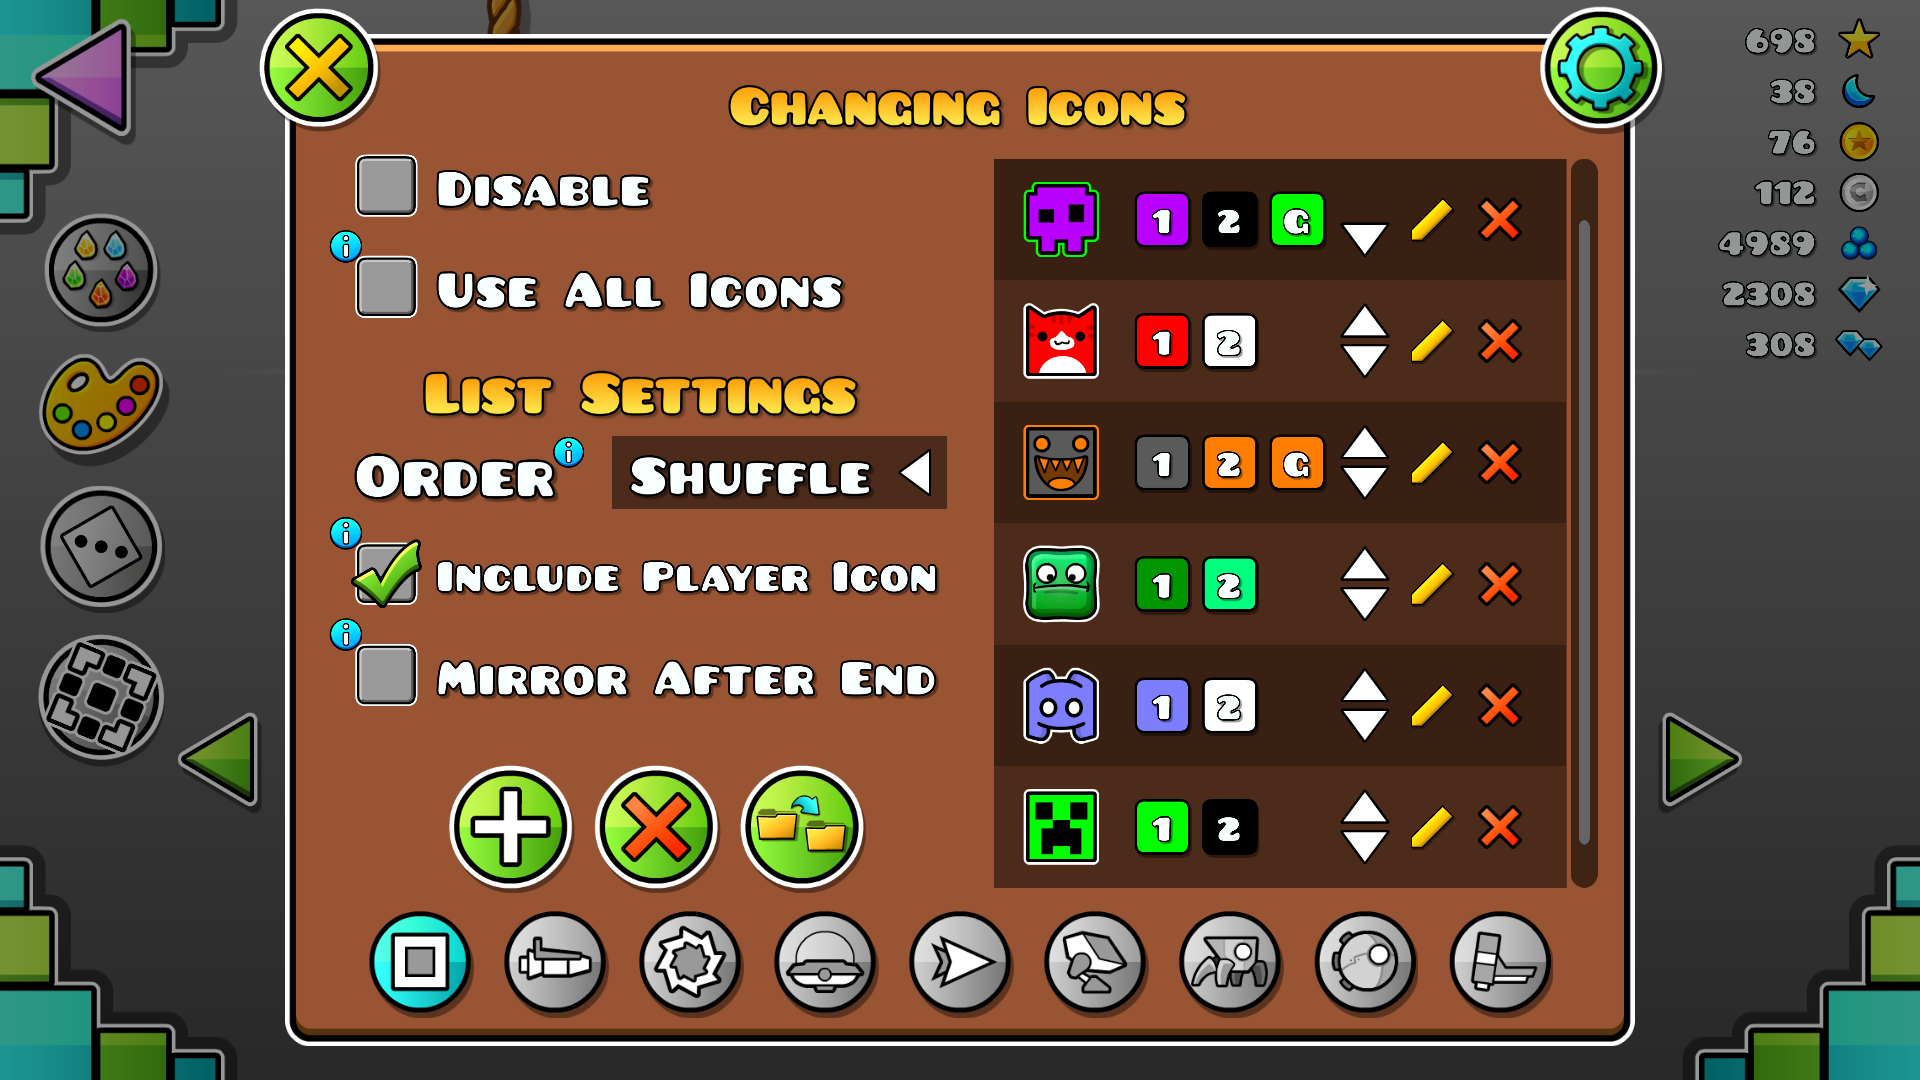 Changing Icons
Disable
Use All Icons
List Settings
Order
Shuffle
Include Player Icon
Mirror After End
1 2 G
1 2
1 2 G
1 2
1 2
1 2
698
38
76
112
4989
2308
308